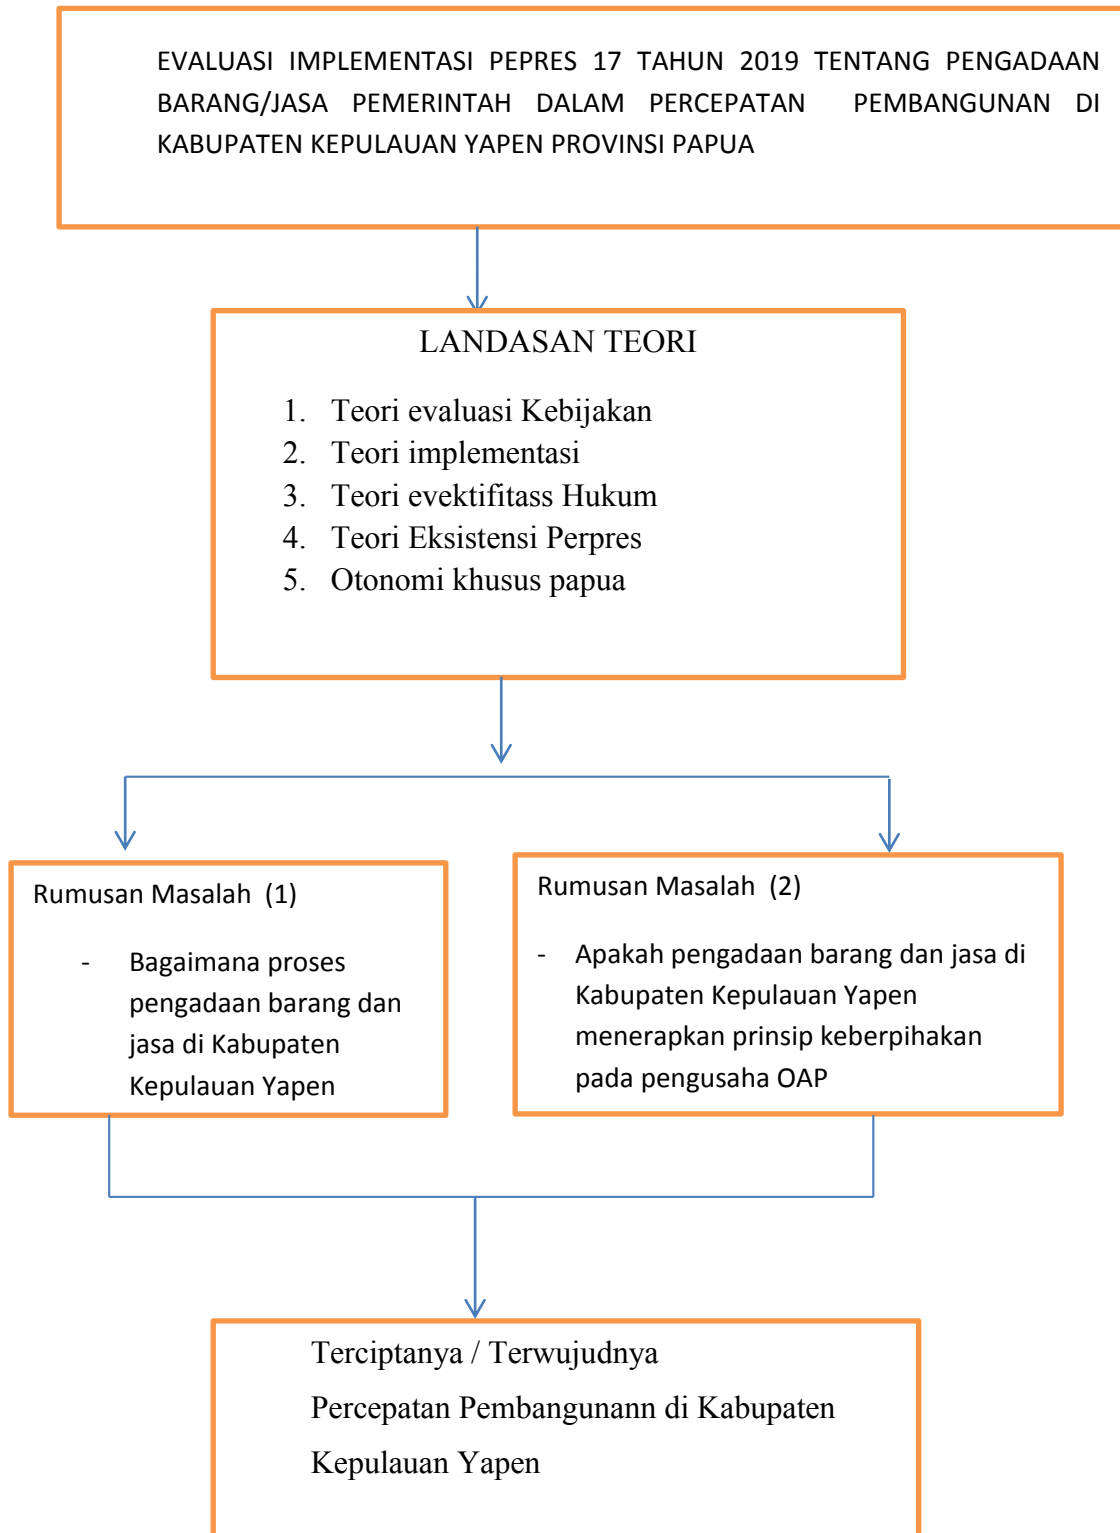 EVALUASI IMPLEMENTASI PEPRES 17 TAHUN 2019 TENTANG PENGADAAN
BARANG/JASA PEMERINTAH DALAM PERCEPATAN PEMBANGUNAN DI
KABUPATEN KEPULAUAN YAPEN PROVINSI PAPUA
LANDASAN TEORI
1. Teori evaluasi Kebijakan
2. Teori implementasi
3. Teori evektifitass Hukum
4. Teori Eksistensi Perpres
5. Otonomi khusus papua
Rumusan Masalah (1)
- Bagaimana proses
pengadaan barang dan
jasa di Kabupaten
Kepulauan Yapen
Rumusan Masalah (2)
- Apakah pengadaan barang dan jasa di
Kabupaten Kepulauan Yapen
menerapkan prinsip keberpihakan
pada pengusaha OAP
Terciptanya / Terwujudnya
Percepatan Pembangunann di Kabupaten
Kepulauan Yapen